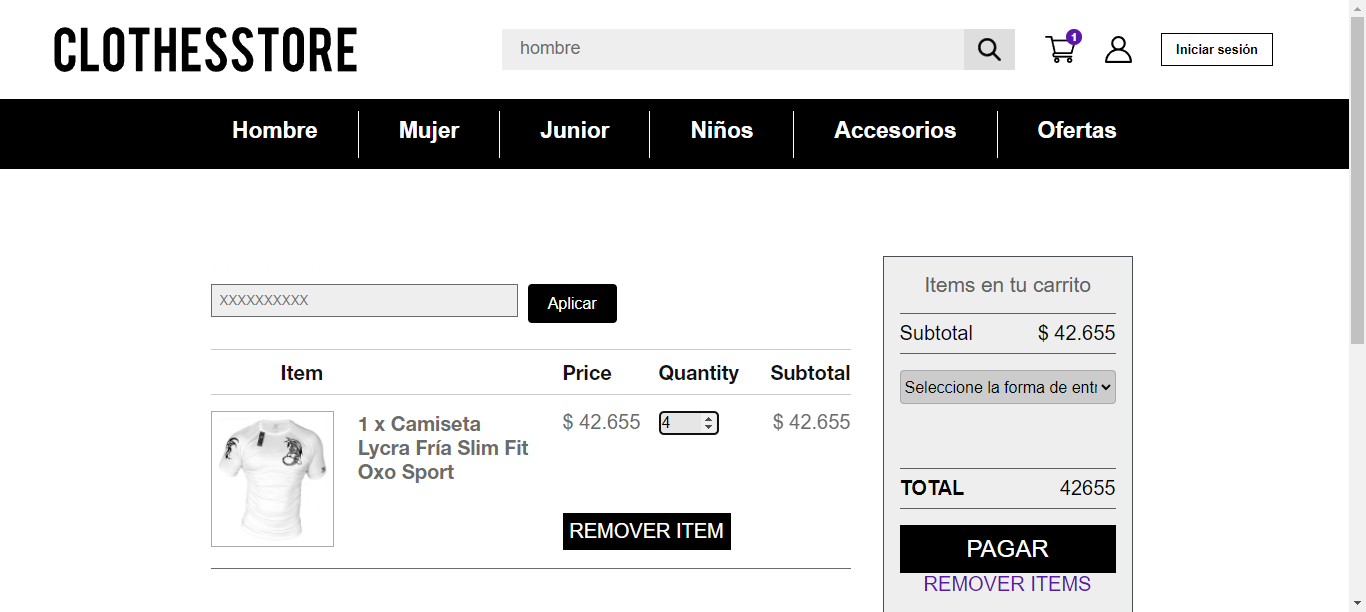 CLOTHESSTORE
hombre
1
Iniciar sesión
Hombre Mujer Junior Niños Accesorios Ofertas
XXXXXXXXXX
Aplicar
Item Price Quantity Subtotal
1 x Camiseta
Lycra Fría Slim Fit
Oxo Sport
$ 42.655
4
$ 42.655
REMOVER ITEM
Items en tu carrito
Subtotal $ 42.655
Seleccione la forma de entr
TOTAL 42655
PAGAR
REMOVER ITEMS